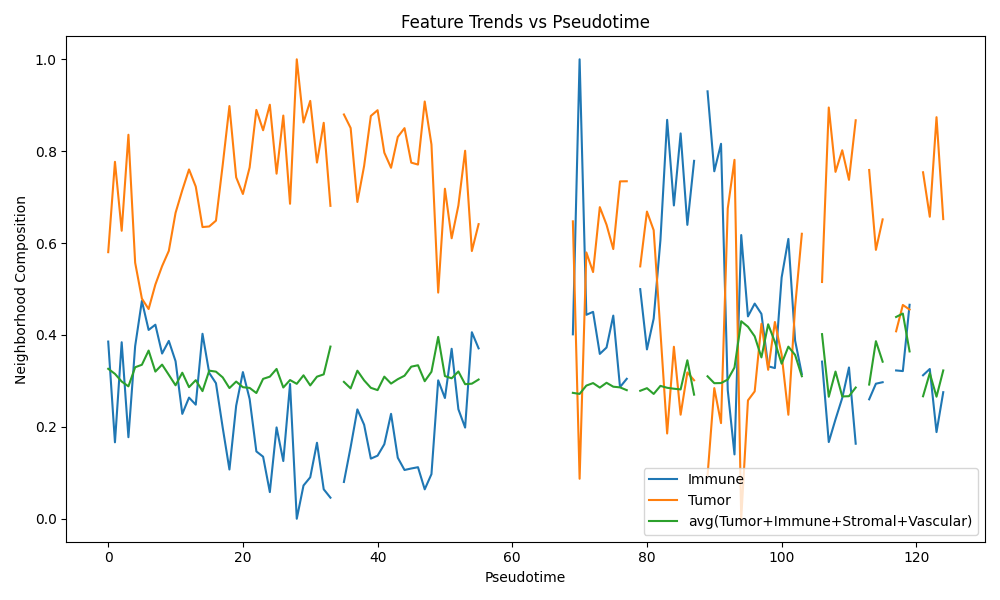 Feature Trends vs Pseudotime
Neighborhood Composition
1.0
0.8
0.6
0.4
0.2
0.0
0
20
40
60
80
100
120
Pseudotime
Immune
Tumor
avg(Tumor+Immune+Stromal+Vascular)